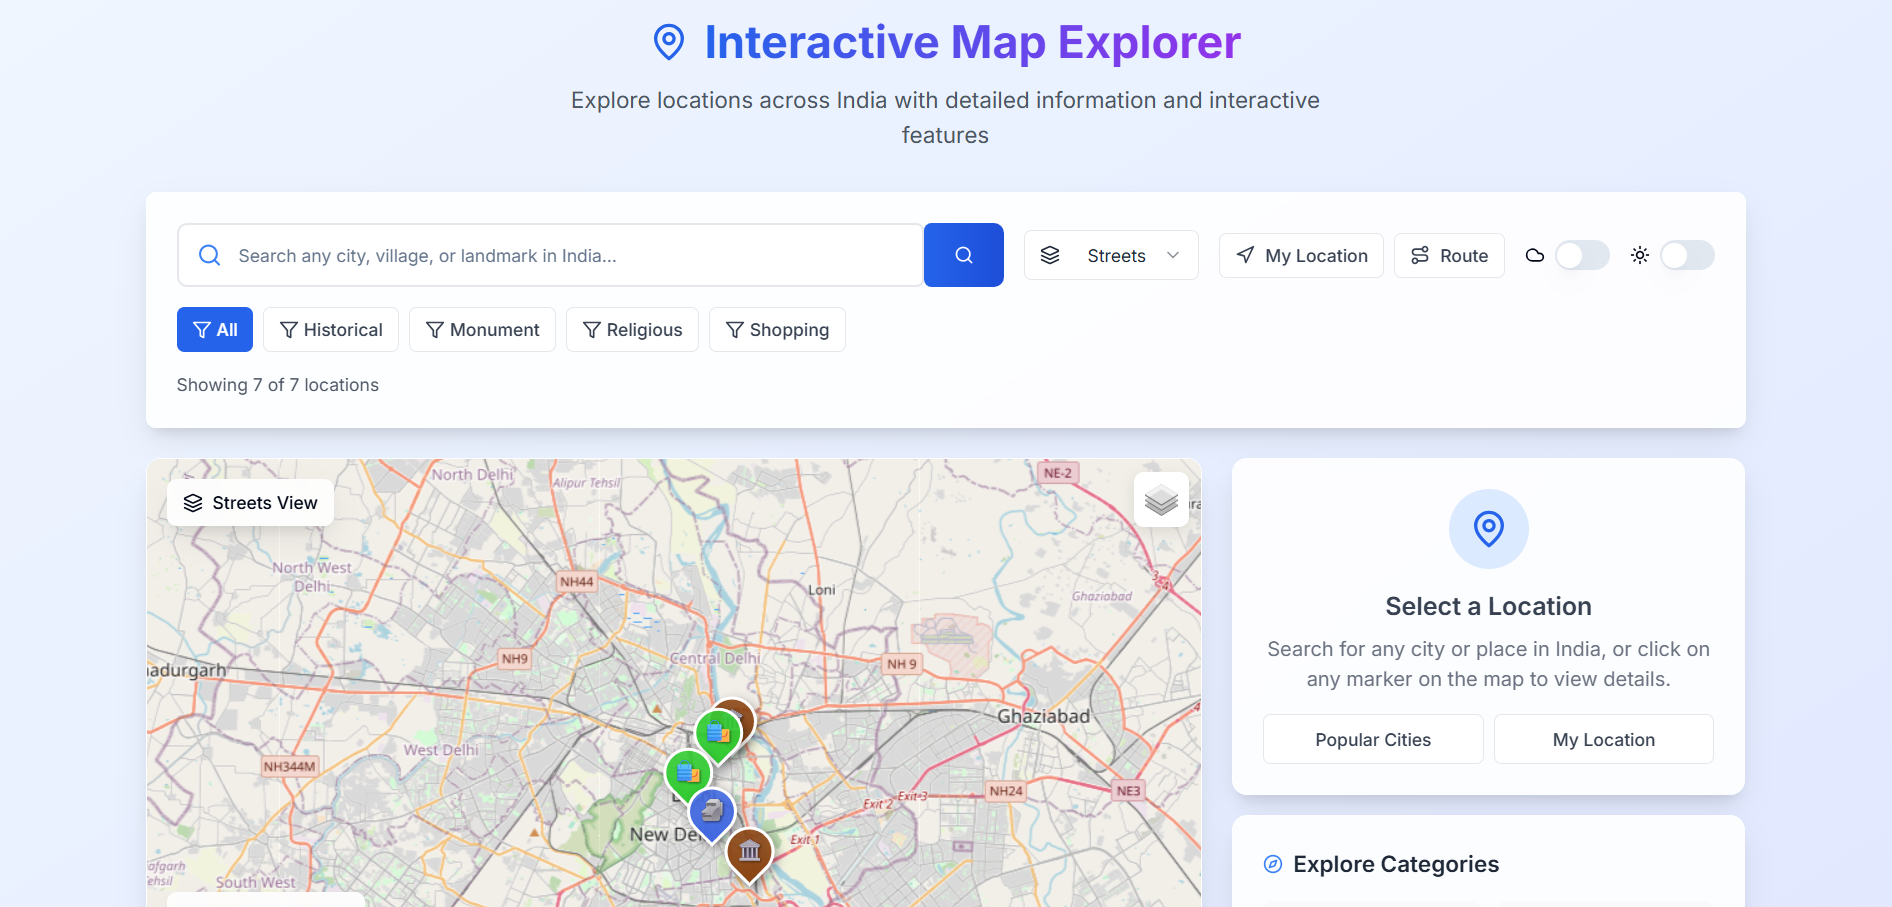 Interactive Map Explorer
Explore locations across India with detailed information and interactive
features
Search any city, village, or landmark in India...
Streets
My Location
Route
All
Historical
Monument
Religious
Shopping
Showing 7 of 7 locations
Streets View
North Delhi
Alipur Tehsil
NE-2
North West
Delhi
NH44
Loni
Ghaziabad
3-4
NH9
Central Delhi
NH 9
adurgarh
Ghaziabad
West Delhi
NH344M
Exit 2
Exit 3
NH24
NE3
New De
Exit 1
South West
Select a Location
Search for any city or place in India, or click on
any marker on the map to view details.
Popular Cities
My Location
Explore Categories